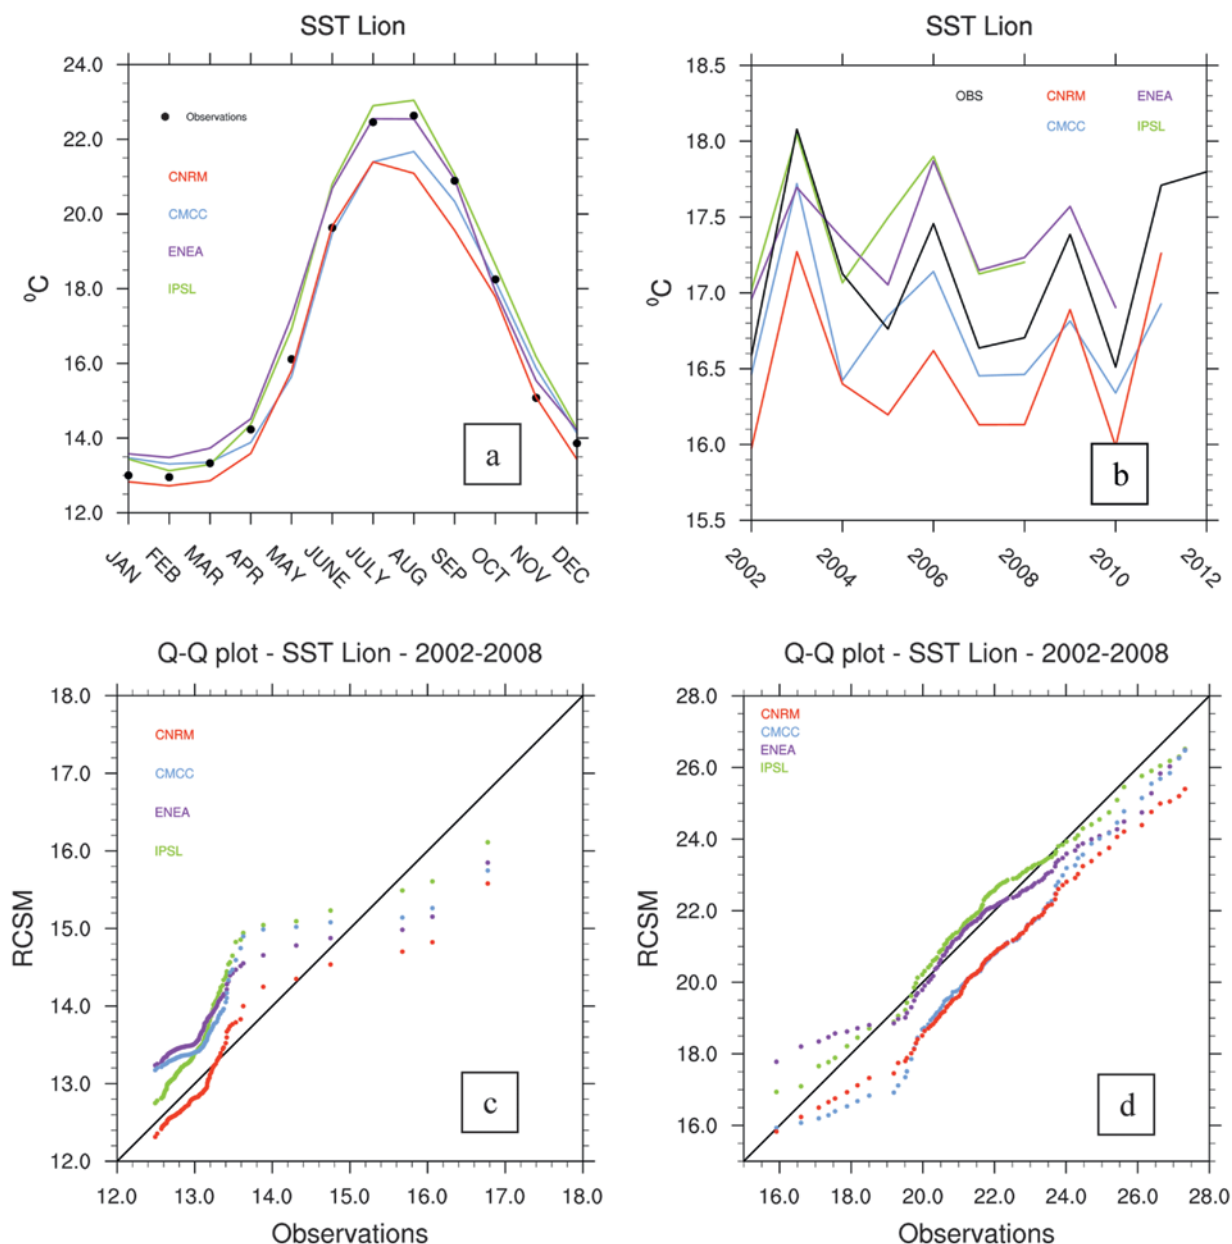 SST Lion
24.0
22.0
20.0
18.0
16.0
14.0
12.0
⁰C
Observations
CNRM
CMCC
ENEA
IPSL
a
JAN
FEB
MAR
APR
MAY
JUNE
JULY
AUG
SEP
OCT
NOV
DEC
SST Lion
18.5
18.0
17.5
17.0
16.5
16.0
15.5
⁰C
OBS CNRM ENEA
CMCC IPSL
b
2002
2004
2006
2008
2010
2012
Q-Q plot - SST Lion - 2002-2008
18.0
17.0
16.0
15.0
14.0
13.0
12.0
RCSM
CNRM
CMCC
ENEA
IPSL
c
12.0 13.0 14.0 15.0 16.0 17.0 18.0
Observations
Q-Q plot - SST Lion - 2002-2008
28.0
26.0
24.0
22.0
20.0
18.0
16.0
RCSM
CNRM
CMCC
ENEA
IPSL
d
16.0 18.0 20.0 22.0 24.0 26.0 28.0
Observations